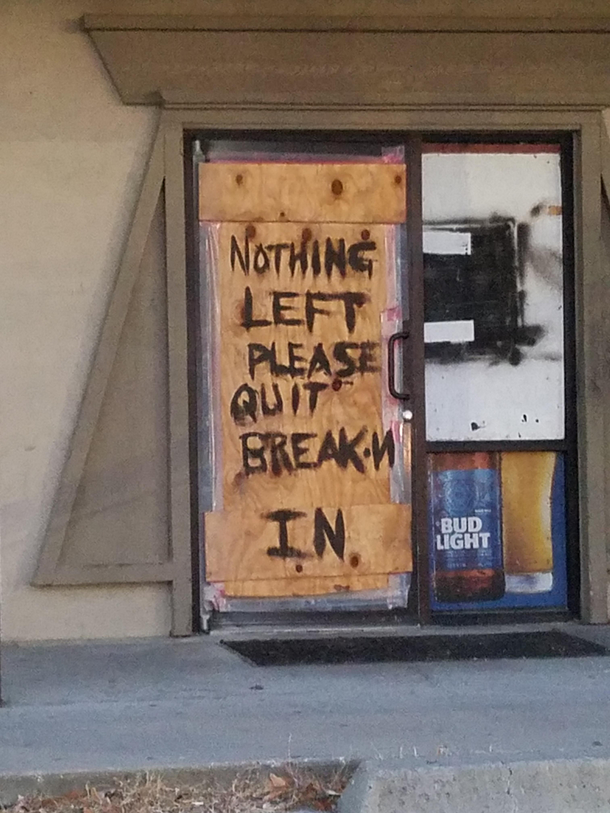 NOTHING
LEFT
PLEASE
QUIT
BREAK·N
IN
BUD
LIGHT